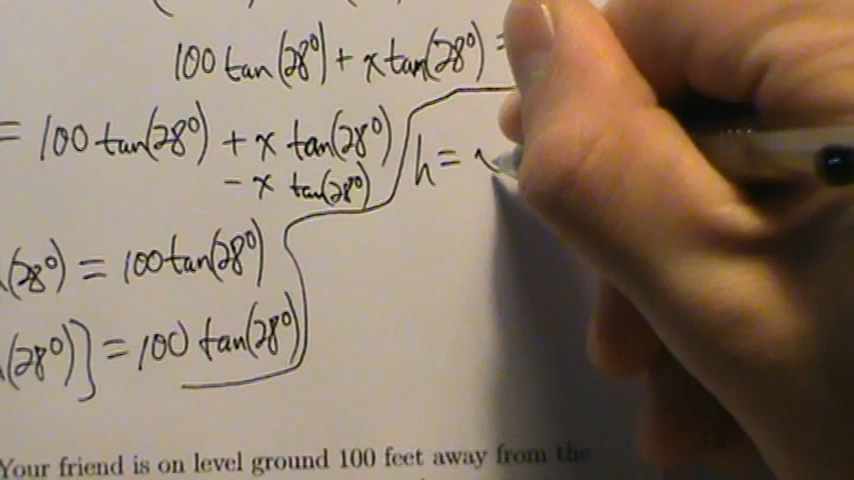 100 tan(28°) + x tan(28°) =
= 100 tan(28°) + x tan(28°)
- x tan(28°)
h =
(28°) = 100 tan(28°)
(28°)] = 100 tan(28°)
Your friend is on level ground 100 feet away from the